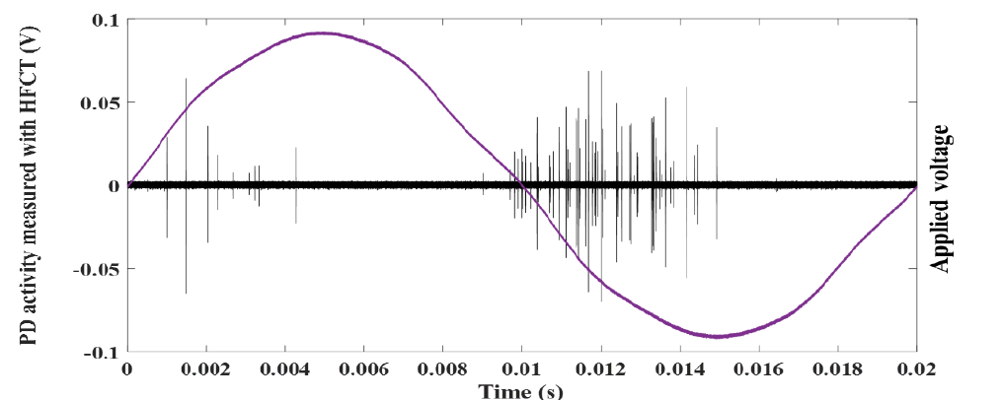 PD activity measured with HFCT (V)
0.1
0.05
0
-0.05
-0.1
0 0.002 0.004 0.006 0.008 0.01 0.012 0.014 0.016 0.018 0.02
Time (s)
Applied voltage